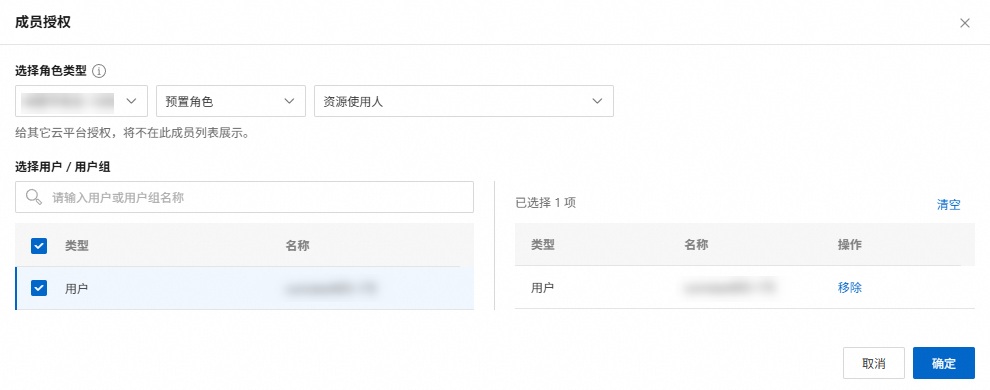 成员授权
选择角色类型
预置角色
资源使用人
给其它云平台授权，将不在此成员列表展示。
选择用户 / 用户组
请输入用户或用户组名称
类型 名称
用户
已选择 1 项 清空
类型 名称 操作
用户 移除
取消 确定